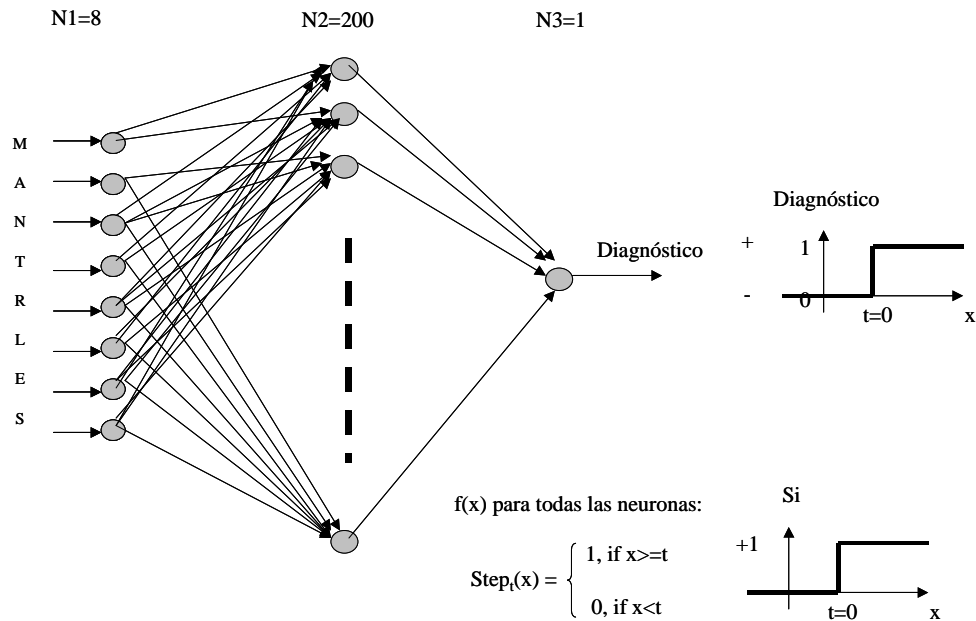 N1=8
N2=200
N3=1
M
A
N
T
R
L
E
S
Diagnóstico
Diagnóstico
+
1
-
0
t=0
x
f(x) para todas las neuronas:
Stepₜ(x) =
1, if x>=t
0, if x<t
Si
+1
t=0
x